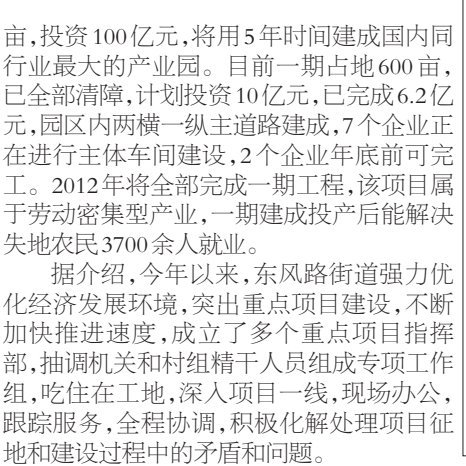 亩,投资100亿元,将用5年时间建成国内同
行业最大的产业园。目前一期占地600亩,
已全部清障,计划投资10亿元,已完成6.2亿
元,园区内两横一纵主道路建成,7个企业正
在进行主体车间建设,2个企业年底前可完
工。2012年将全部完成一期工程,该项目属
于劳动密集型产业,一期建成投产后能解决
失地农民3700余人就业。
据介绍,今年以来,东风路街道强力优
化经济发展环境,突出重点项目建设,不断
加快推进速度,成立了多个重点项目指挥
部,抽调机关和村组精干人员组成专项工作
组,吃住在工地,深入项目一线,现场办公,
跟踪服务,全程协调,积极化解处理项目征
地和建设过程中的矛盾和问题。